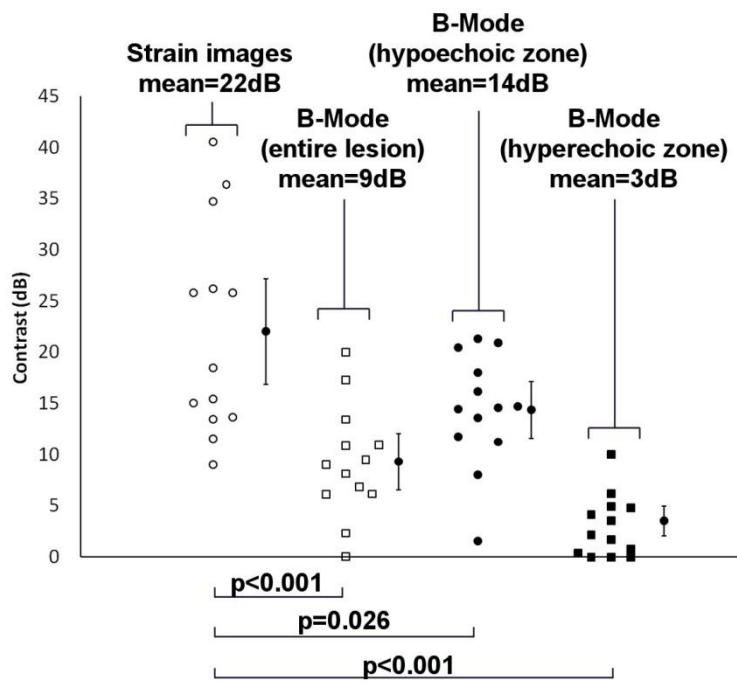 Strain images
mean=22dB
B-Mode
(hypoechoic zone)
mean=14dB
B-Mode
(entire lesion)
mean=9dB
B-Mode
(hyperechoic zone)
mean=3dB
Contrast (dB)
45
40
35
30
25
20
15
10
5
0
p<0.001
p=0.026
p<0.001